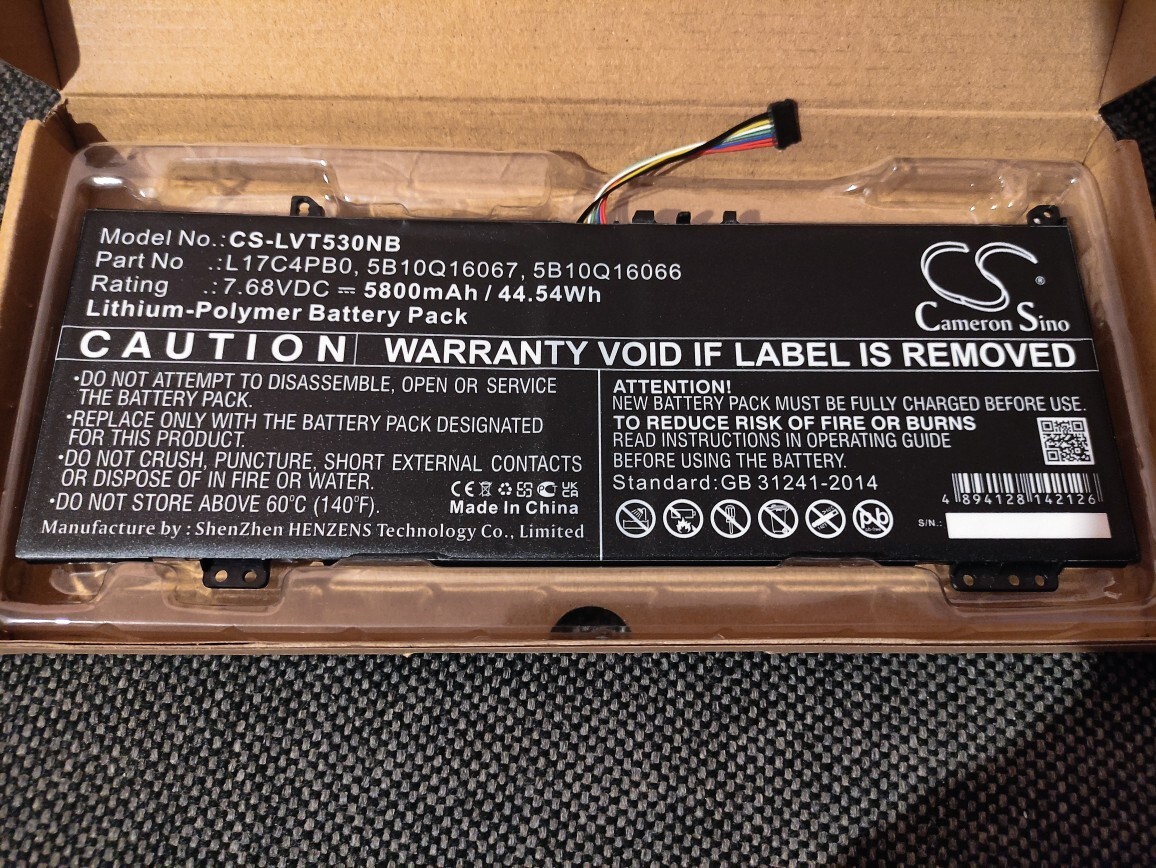 Model No.:CS-LVT530NB
Part No .:L17C4PB0, 5B10Q16067, 5B10Q16066
Rating .:7.68VDC ⎓ 5800mAh / 44.54Wh
Lithium-Polymer Battery Pack
CS®
Cameron Sino
CAUTION
WARRANTY VOID IF LABEL IS REMOVED
·DO NOT ATTEMPT TO DISASSEMBLE, OPEN OR SERVICE
THE BATTERY PACK.
·REPLACE ONLY WITH THE BATTERY PACK DESIGNATED
FOR THIS PRODUCT.
·DO NOT CRUSH, PUNCTURE, SHORT EXTERNAL CONTACTS
OR DISPOSE OF IN FIRE OR WATER.
·DO NOT STORE ABOVE 60°C (140°F).
CE UK CA
Made In China
Manufacture by : ShenZhen HENZENS Technology Co., Limited
ATTENTION!
NEW BATTERY PACK MUST BE FULLY CHARGED BEFORE USE.
TO REDUCE RISK OF FIRE OR BURNS
READ INSTRUCTIONS IN OPERATING GUIDE
BEFORE USING THE BATTERY.
Standard:GB 31241-2014
Pb
4 894128 142126
S/N.: